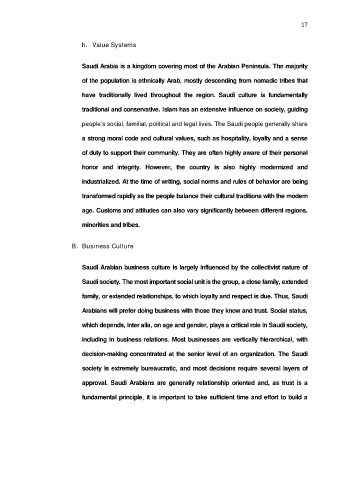 17
h. Value Systems
Saudi Arabia is a kingdom covering most of the Arabian Peninsula. The majority
of the population is ethnically Arab, mostly descending from nomadic tribes that
have traditionally lived throughout the region. Saudi culture is fundamentally
traditional and conservative. Islam has an extensive influence on society, guiding
people's social, familial, political and legal lives. The Saudi people generally share
a strong moral code and cultural values, such as hospitality, loyalty and a sense
of duty to support their community. They are often highly aware of their personal
honor and integrity. However, the country is also highly modernized and
industrialized. At the time of writing, social norms and rules of behavior are being
transformed rapidly as the people balance their cultural traditions with the modern
age. Customs and attitudes can also vary significantly between different regions,
minorities and tribes.
B. Business Culture
Saudi Arabian business culture is largely influenced by the collectivist nature of
Saudi society. The most important social unit is the group, a close family, extended
family, or extended relationships, to which loyalty and respect is due. Thus, Saudi
Arabians will prefer doing business with those they know and trust. Social status,
which depends, inter alia, on age and gender, plays a critical role in Saudi society,
including in business relations. Most businesses are vertically hierarchical, with
decision-making concentrated at the senior level of an organization. The Saudi
society is extremely bureaucratic, and most decisions require several layers of
approval. Saudi Arabians are generally relationship oriented and, as trust is a
fundamental principle, it is important to take sufficient time and effort to build a